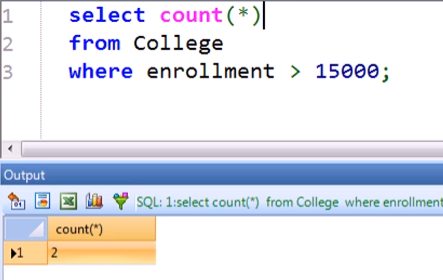 1 select count(*)
2 from College
3 where enrollment > 15000;
Output
SQL: 1:select count(*) from College where enrollment
count(*)
1 2